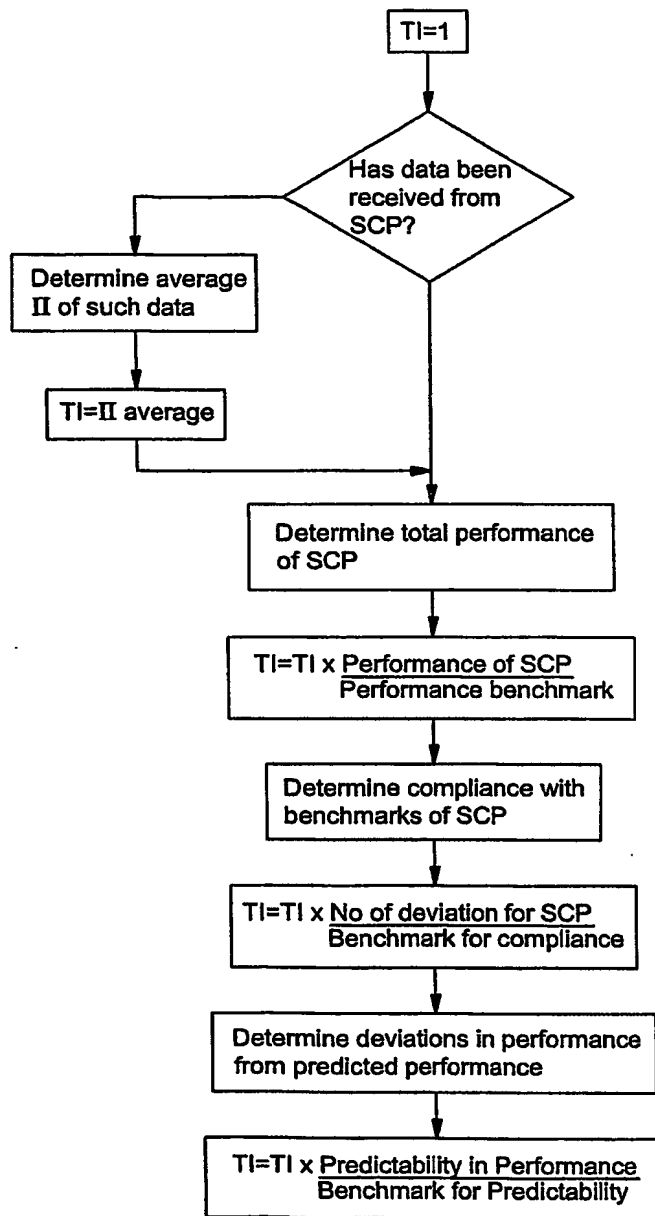 TI=1
Has data been
received from
SCP?
Determine average
II of such data
TI=II average
Determine total performance
of SCP
TI=TI x Performance of SCP
Performance benchmark
Determine compliance with
benchmarks of SCP
TI=TI x No of deviation for SCP
Benchmark for compliance
Determine deviations in performance
from predicted performance
TI=TI x Predictability in Performance
Benchmark for Predictability